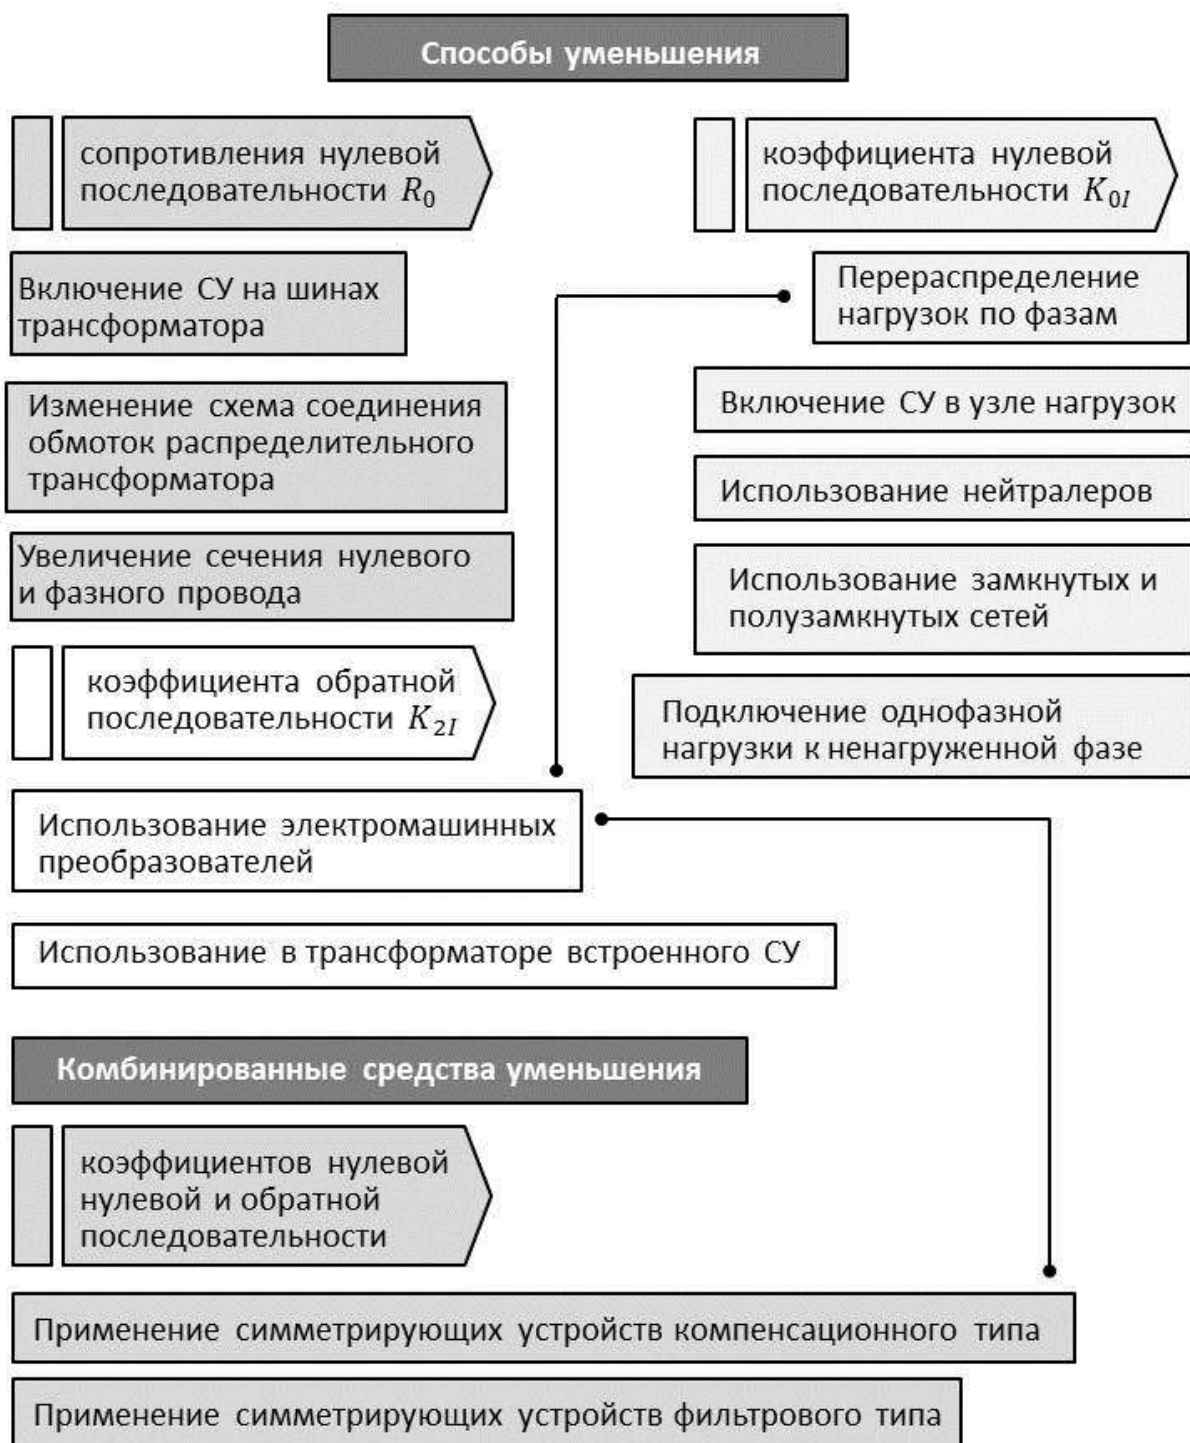 Способы уменьшения
сопротивления нулевой
последовательности R₀
Включение СУ на шинах
трансформатора
Изменение схема соединения
обмоток распределительного
трансформатора
Увеличение сечения нулевого
и фазного провода
коэффициента нулевой
последовательности K₀I
Перераспределение
нагрузок по фазам
Включение СУ в узле нагрузок
Использование нейтралеров
Использование замкнутых и
полузамкнутых сетей
Подключение однофазной
нагрузки к ненагруженной фазе
коэффициента обратной
последовательности K₂I
Использование электромашинных
преобразователей
Использование в трансформаторе встроенного СУ
Комбинированные средства уменьшения
коэффициентов нулевой
нулевой и обратной
последовательности
Применение симметрирующих устройств компенсационного типа
Применение симметрирующих устройств фильтрового типа